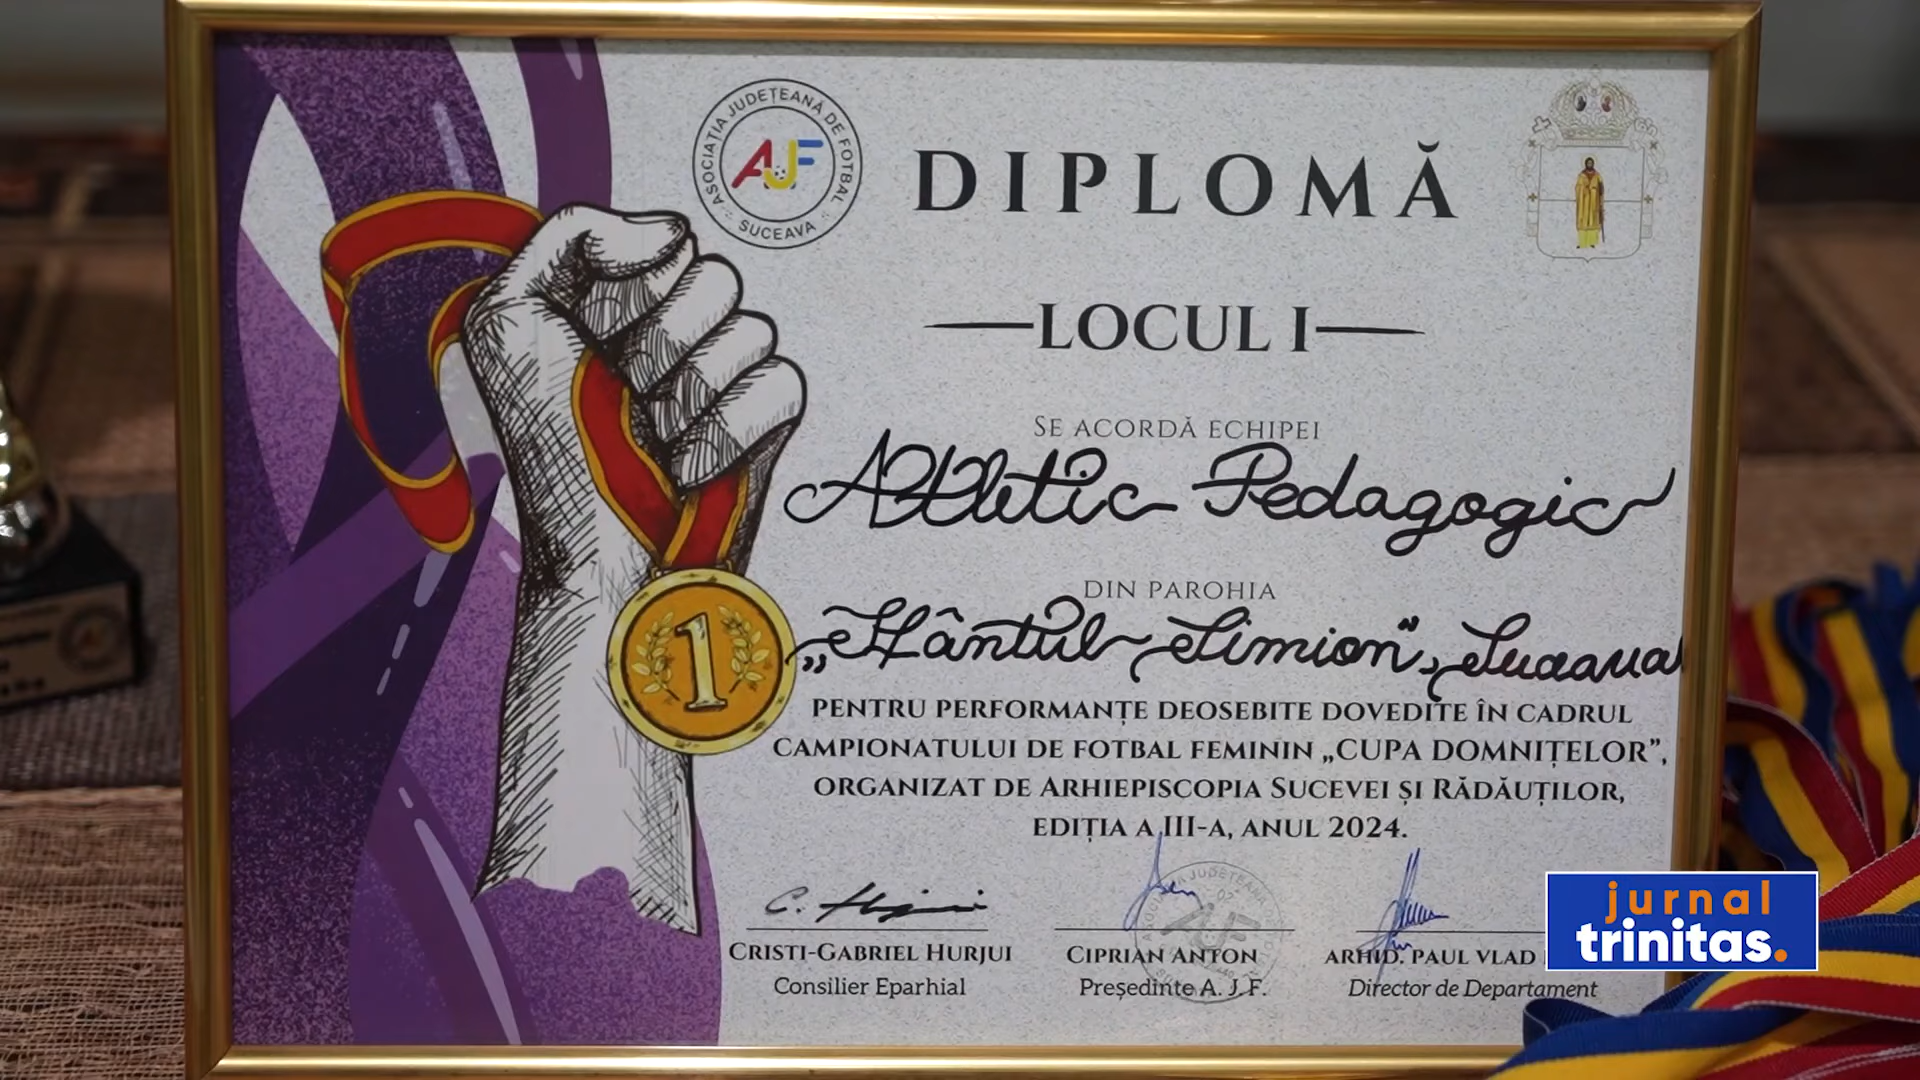 ASOCIAȚIA JUDEȚEANĂ DE FOTBAL
AJF
SUCEAVA
DIPLOMĂ
LOCUL I
SE ACORDĂ ECHIPEI
Athletic Pedagogic
DIN PAROHIA
„Sfântul Simion”, Suceava
1
PENTRU PERFORMANȚE DEOSEBITE DOVEDITE ÎN CADRUL
CAMPIONATULUI DE FOTBAL FEMININ „CUPA DOMNIȚELOR”,
ORGANIZAT DE ARHIEPISCOPIA SUCEVEI ȘI RĂDĂUȚILOR,
EDIȚIA A III-A, ANUL 2024.
CRISTI-GABRIEL HURJUI CIPRIAN ANTON ARHID. PAUL VLAD
Consilier Eparhial Președinte A. J. F. Director de Departament
jurnal
trinitas.